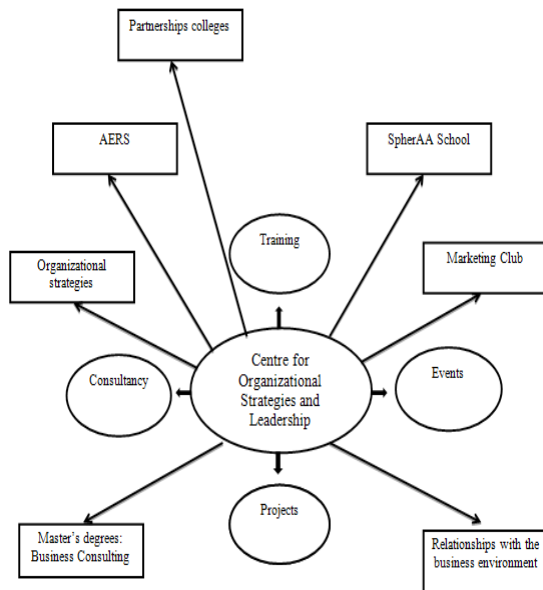 Partnerships colleges
AERS
SpherAA School
Training
Organizational
strategies
Marketing Club
Centre for
Organizational
Strategies and
Leadership
Consultancy
Events
Projects
Master's degrees:
Business Consulting
Relationships with the
business environment